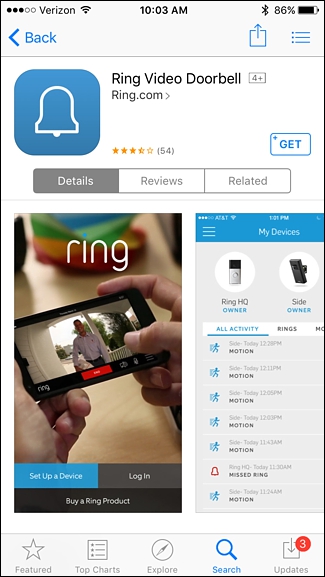 Verizon 10:03 AM 86%
Back
Ring Video Doorbell 4+
Ring.com >
(54)
+GET
Details Reviews Related
ring
ring
Set Up a Device Log In
Buy a Ring Product
AT&T 1:01 PM
My Devices
Ring HQ Side
OWNER OWNER
ALL ACTIVITY RINGS MO
Side- Today 12:28PM
MOTION
Side- Today 12:11PM
MOTION
Side- Today 12:05PM
MOTION
Side- Today 12:03PM
MOTION
Side- Today 11:43AM
MOTION
Ring HQ- Today 11:30AM
MISSED RING
Side- Today 11:24AM
MOTION
3
Featured Top Charts Explore Search Updates